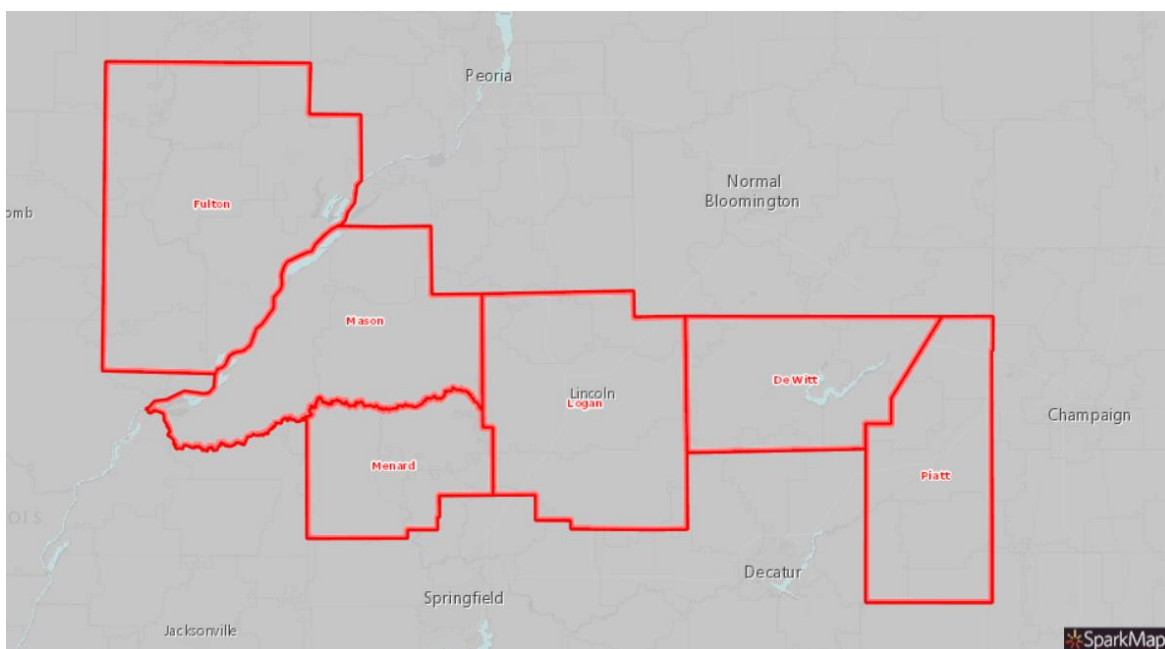 Peoria
Normal
Bloomington
Fulton
omb
Mason
De Witt
Lincoln
Logan
Champaign
Menard
Piatt
OIS
Decatur
Springfield
Jacksonville
SparkMap